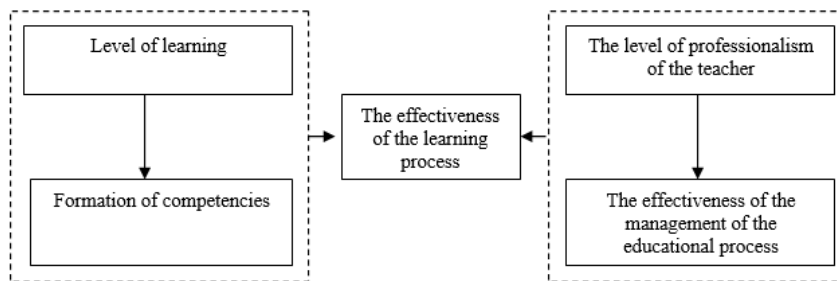 Level of learning
The level of professionalism
of the teacher
The effectiveness
of the learning
process
Formation of competencies
The effectiveness of the
management of the
educational process